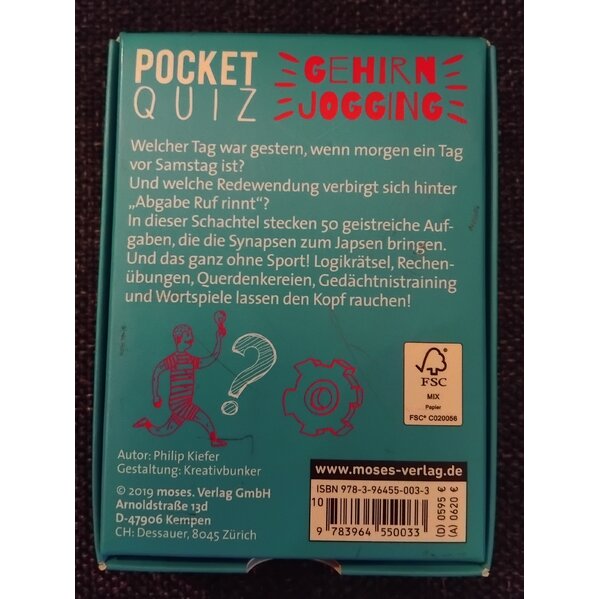 POCKET
QUIZ
GEHIRN
JOGGING
Welcher Tag war gestern, wenn morgen ein Tag
vor Samstag ist?
Und welche Redewendung verbirgt sich hinter
„Abgabe Ruf rinnt“?
In dieser Schachtel stecken 50 geistreiche Auf-
gaben, die die Synapsen zum Japsen bringen.
Und das ganz ohne Sport! Logikrätsel, Rechen-
übungen, Querdenkereien, Gedächtnistraining
und Wortspiele lassen den Kopf rauchen!
?
FSC
MIX
Papier
FSC® C020056
Autor: Philip Kiefer
Gestaltung: Kreativbunker
© 2019 moses. Verlag GmbH
Arnoldstraße 13d
D-47906 Kempen
CH: Dessauer, 8045 Zürich
www.moses-verlag.de
ISBN 978-3-96455-003-3
10
9 783964 550033
(D) 0595 €
(A) 0620 €